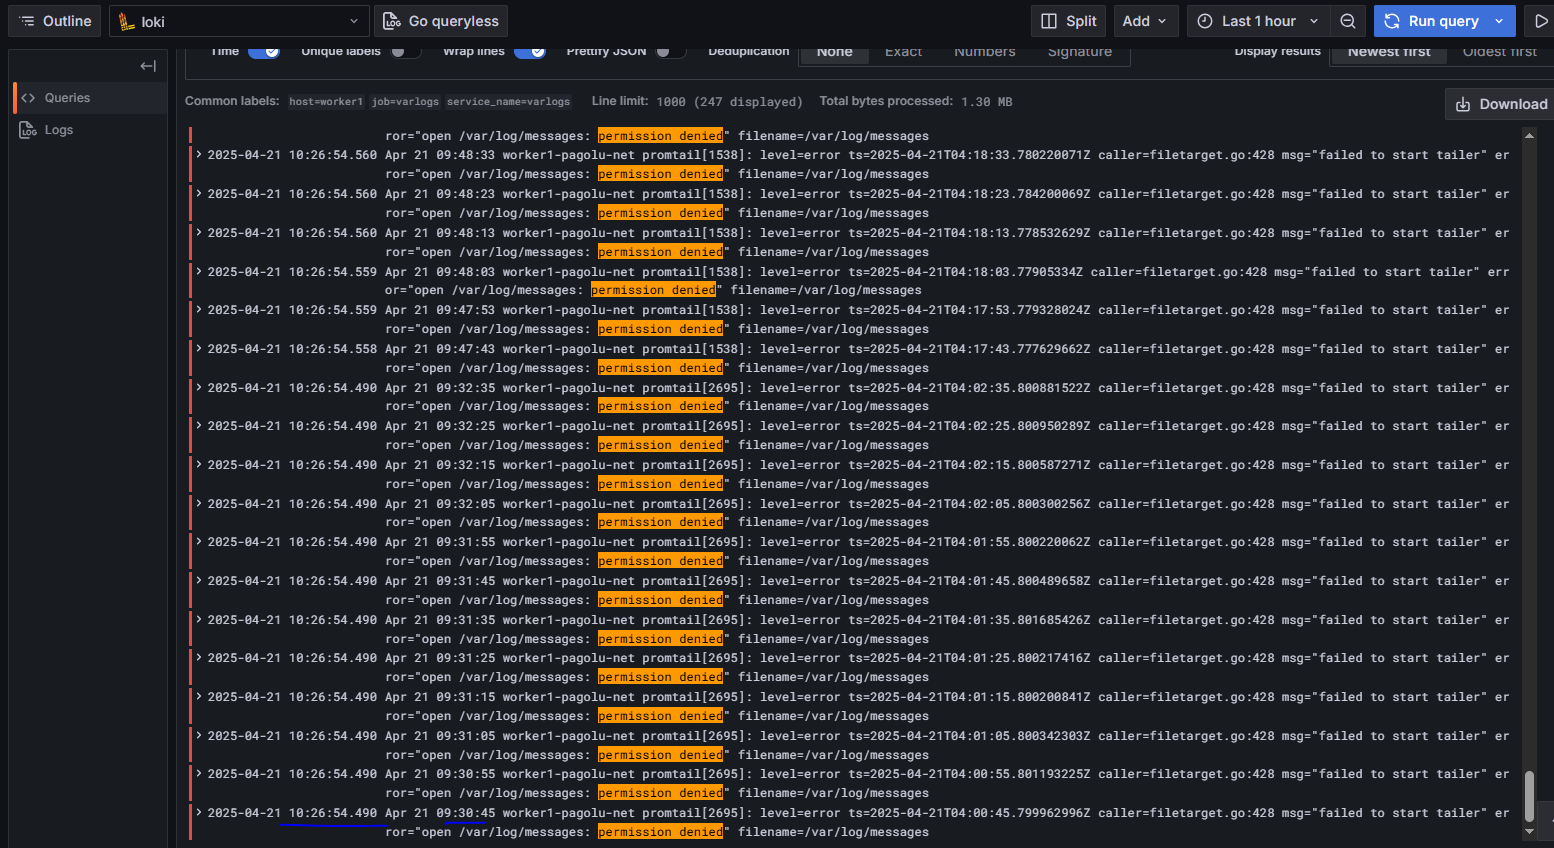 Outline
loki
Go queryless
Split
Add
Last 1 hour
Run query
Time
Unique labels
Wrap lines
Prettify JSON
Deduplication
None
Exact
Numbers
Signature
Display results
Newest first
Oldest first
Queries
Logs
Common labels: host=worker1 job=varlogs service_name=varlogs Line limit: 1000 (247 displayed) Total bytes processed: 1.30 MB
Download
ror="open /var/log/messages: permission denied" filename=/var/log/messages
2025-04-21 10:26:54.560 Apr 21 09:48:33 worker1-pagolu-net promtail[1538]: level=error ts=2025-04-21T04:18:33.780220071Z caller=filetarget.go:428 msg="failed to start tailer" er
ror="open /var/log/messages: permission denied" filename=/var/log/messages
2025-04-21 10:26:54.560 Apr 21 09:48:23 worker1-pagolu-net promtail[1538]: level=error ts=2025-04-21T04:18:23.784200069Z caller=filetarget.go:428 msg="failed to start tailer" er
ror="open /var/log/messages: permission denied" filename=/var/log/messages
2025-04-21 10:26:54.560 Apr 21 09:48:13 worker1-pagolu-net promtail[1538]: level=error ts=2025-04-21T04:18:13.778532629Z caller=filetarget.go:428 msg="failed to start tailer" er
ror="open /var/log/messages: permission denied" filename=/var/log/messages
2025-04-21 10:26:54.559 Apr 21 09:48:03 worker1-pagolu-net promtail[1538]: level=error ts=2025-04-21T04:18:03.77905334Z caller=filetarget.go:428 msg="failed to start tailer" err
or="open /var/log/messages: permission denied" filename=/var/log/messages
2025-04-21 10:26:54.559 Apr 21 09:47:53 worker1-pagolu-net promtail[1538]: level=error ts=2025-04-21T04:17:53.779328024Z caller=filetarget.go:428 msg="failed to start tailer" er
ror="open /var/log/messages: permission denied" filename=/var/log/messages
2025-04-21 10:26:54.558 Apr 21 09:47:43 worker1-pagolu-net promtail[1538]: level=error ts=2025-04-21T04:17:43.777629662Z caller=filetarget.go:428 msg="failed to start tailer" er
ror="open /var/log/messages: permission denied" filename=/var/log/messages
2025-04-21 10:26:54.490 Apr 21 09:32:35 worker1-pagolu-net promtail[2695]: level=error ts=2025-04-21T04:02:35.800881522Z caller=filetarget.go:428 msg="failed to start tailer" er
ror="open /var/log/messages: permission denied" filename=/var/log/messages
2025-04-21 10:26:54.490 Apr 21 09:32:25 worker1-pagolu-net promtail[2695]: level=error ts=2025-04-21T04:02:25.800950289Z caller=filetarget.go:428 msg="failed to start tailer" er
ror="open /var/log/messages: permission denied" filename=/var/log/messages
2025-04-21 10:26:54.490 Apr 21 09:32:15 worker1-pagolu-net promtail[2695]: level=error ts=2025-04-21T04:02:15.800587271Z caller=filetarget.go:428 msg="failed to start tailer" er
ror="open /var/log/messages: permission denied" filename=/var/log/messages
2025-04-21 10:26:54.490 Apr 21 09:32:05 worker1-pagolu-net promtail[2695]: level=error ts=2025-04-21T04:02:05.800300256Z caller=filetarget.go:428 msg="failed to start tailer" er
ror="open /var/log/messages: permission denied" filename=/var/log/messages
2025-04-21 10:26:54.490 Apr 21 09:31:55 worker1-pagolu-net promtail[2695]: level=error ts=2025-04-21T04:01:55.800220062Z caller=filetarget.go:428 msg="failed to start tailer" er
ror="open /var/log/messages: permission denied" filename=/var/log/messages
2025-04-21 10:26:54.490 Apr 21 09:31:45 worker1-pagolu-net promtail[2695]: level=error ts=2025-04-21T04:01:45.800489658Z caller=filetarget.go:428 msg="failed to start tailer" er
ror="open /var/log/messages: permission denied" filename=/var/log/messages
2025-04-21 10:26:54.490 Apr 21 09:31:35 worker1-pagolu-net promtail[2695]: level=error ts=2025-04-21T04:01:35.801685426Z caller=filetarget.go:428 msg="failed to start tailer" er
ror="open /var/log/messages: permission denied" filename=/var/log/messages
2025-04-21 10:26:54.490 Apr 21 09:31:25 worker1-pagolu-net promtail[2695]: level=error ts=2025-04-21T04:01:25.800217416Z caller=filetarget.go:428 msg="failed to start tailer" er
ror="open /var/log/messages: permission denied" filename=/var/log/messages
2025-04-21 10:26:54.490 Apr 21 09:31:15 worker1-pagolu-net promtail[2695]: level=error ts=2025-04-21T04:01:15.800200841Z caller=filetarget.go:428 msg="failed to start tailer" er
ror="open /var/log/messages: permission denied" filename=/var/log/messages
2025-04-21 10:26:54.490 Apr 21 09:31:05 worker1-pagolu-net promtail[2695]: level=error ts=2025-04-21T04:01:05.800342303Z caller=filetarget.go:428 msg="failed to start tailer" er
ror="open /var/log/messages: permission denied" filename=/var/log/messages
2025-04-21 10:26:54.490 Apr 21 09:30:55 worker1-pagolu-net promtail[2695]: level=error ts=2025-04-21T04:00:55.801193225Z caller=filetarget.go:428 msg="failed to start tailer" er
ror="open /var/log/messages: permission denied" filename=/var/log/messages
2025-04-21 10:26:54.490 Apr 21 09:30:45 worker1-pagolu-net promtail[2695]: level=error ts=2025-04-21T04:00:45.799962996Z caller=filetarget.go:428 msg="failed to start tailer" er
ror="open /var/log/messages: permission denied" filename=/var/log/messages